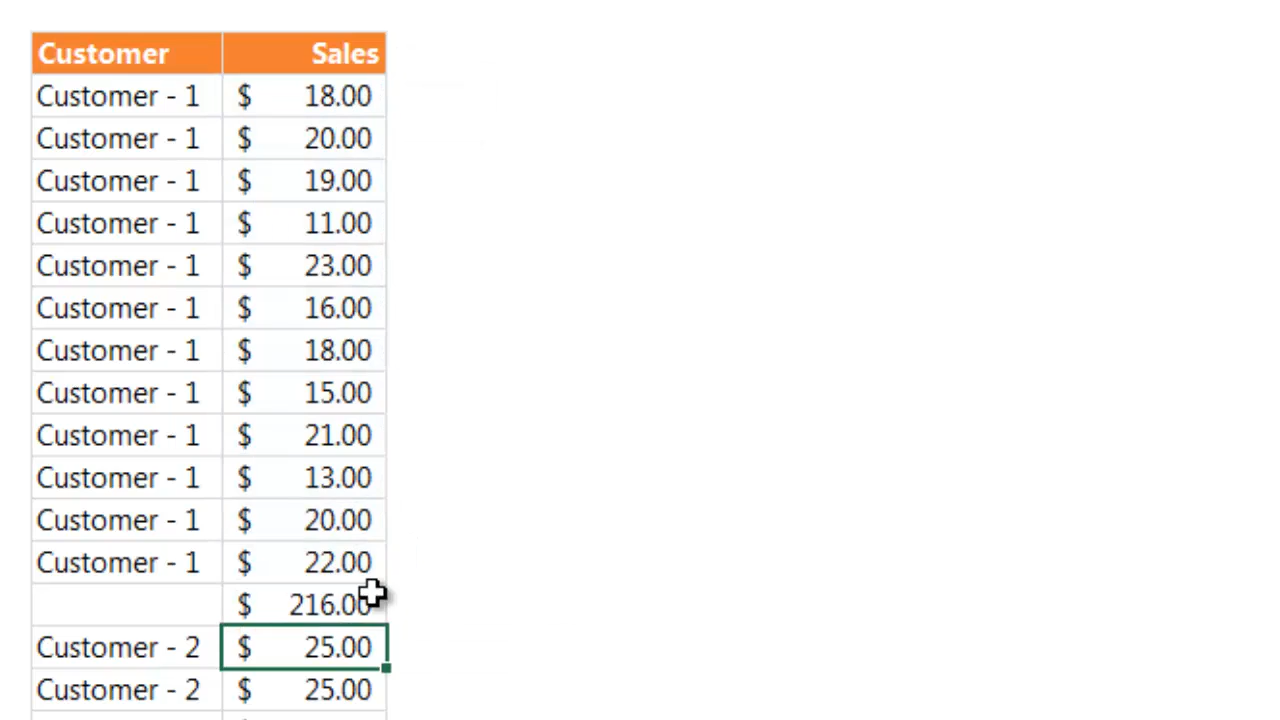 Customer Sales
Customer - 1 $ 18.00
Customer - 1 $ 20.00
Customer - 1 $ 19.00
Customer - 1 $ 11.00
Customer - 1 $ 23.00
Customer - 1 $ 16.00
Customer - 1 $ 18.00
Customer - 1 $ 15.00
Customer - 1 $ 21.00
Customer - 1 $ 13.00
Customer - 1 $ 20.00
Customer - 1 $ 22.00
$ 216.00
Customer - 2 $ 25.00
Customer - 2 $ 25.00